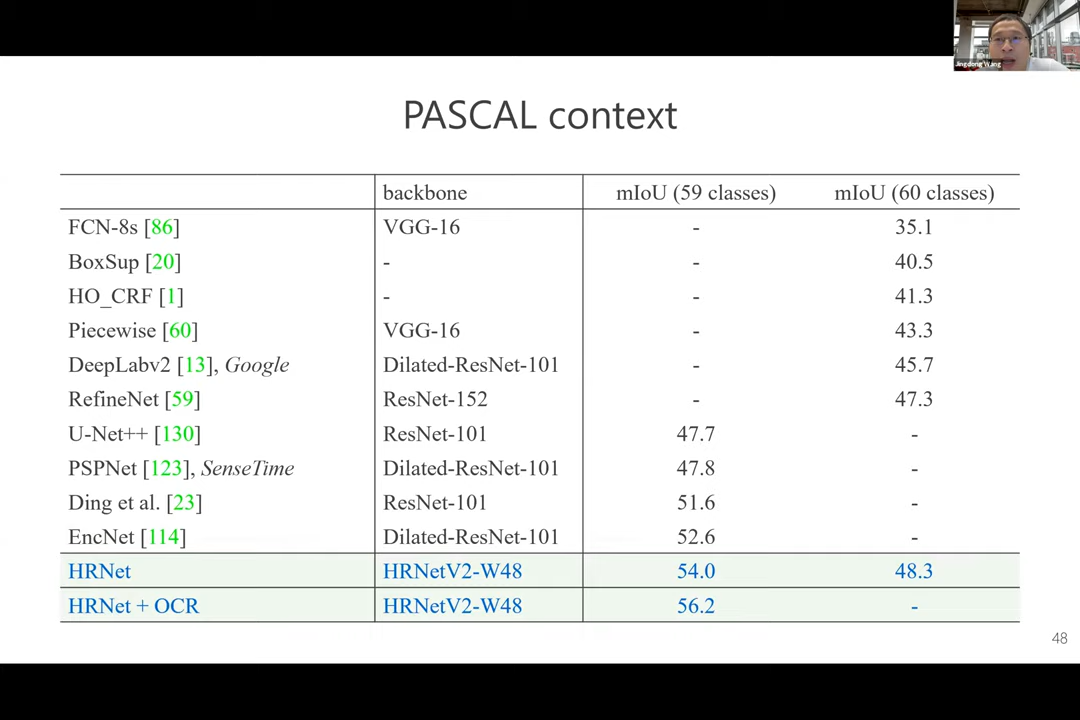 Jingdong Wang
PASCAL context
backbone mIoU (59 classes) mIoU (60 classes)
FCN-8s [86] VGG-16 - 35.1
BoxSup [20] - - 40.5
HO_CRF [1] - - 41.3
Piecewise [60] VGG-16 - 43.3
DeepLabv2 [13], Google Dilated-ResNet-101 - 45.7
RefineNet [59] ResNet-152 - 47.3
U-Net++ [130] ResNet-101 47.7 -
PSPNet [123], SenseTime Dilated-ResNet-101 47.8 -
Ding et al. [23] ResNet-101 51.6 -
EncNet [114] Dilated-ResNet-101 52.6 -
HRNet HRNetV2-W48 54.0 48.3
HRNet + OCR HRNetV2-W48 56.2 -
48